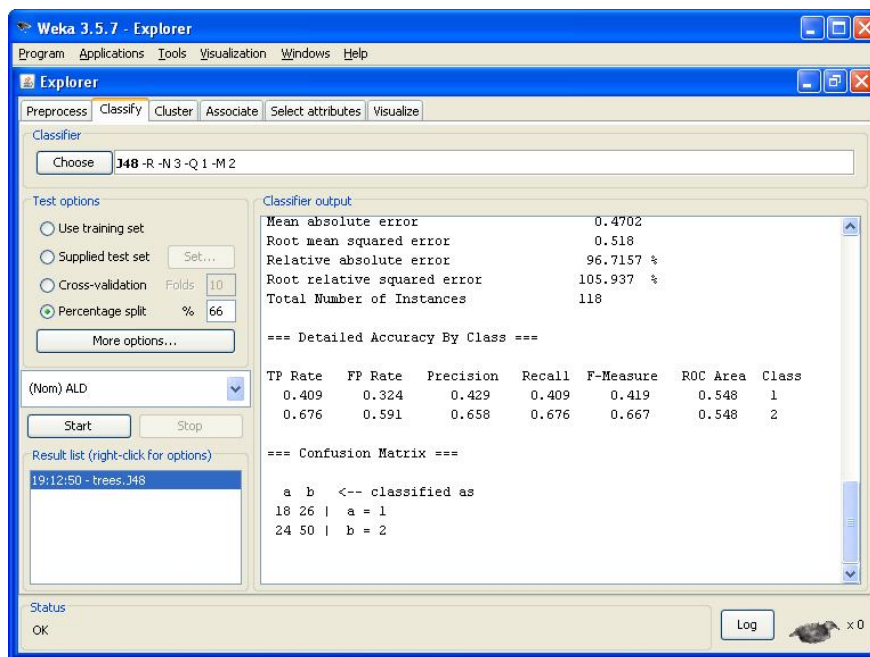 Weka 3.5.7 - Explorer
Program Applications Tools Visualization Windows Help
Explorer
Preprocess Classify Cluster Associate Select attributes Visualize
Classifier
Choose J48 -R -N 3 -Q 1 -M 2
Test options
Use training set
Supplied test set Set...
Cross-validation Folds 10
Percentage split % 66
More options...
(Nom) ALD
Start Stop
Result list (right-click for options)
19:12:50 - trees.J48
Classifier output
Mean absolute error 0.4702
Root mean squared error 0.518
Relative absolute error 96.7157 %
Root relative squared error 105.937 %
Total Number of Instances 118
=== Detailed Accuracy By Class ===
TP Rate FP Rate Precision Recall F-Measure ROC Area Class
0.409 0.324 0.429 0.409 0.419 0.548 1
0.676 0.591 0.658 0.676 0.667 0.548 2
=== Confusion Matrix ===
a b <-- classified as
18 26 | a = 1
24 50 | b = 2
Status
OK
Log x 0